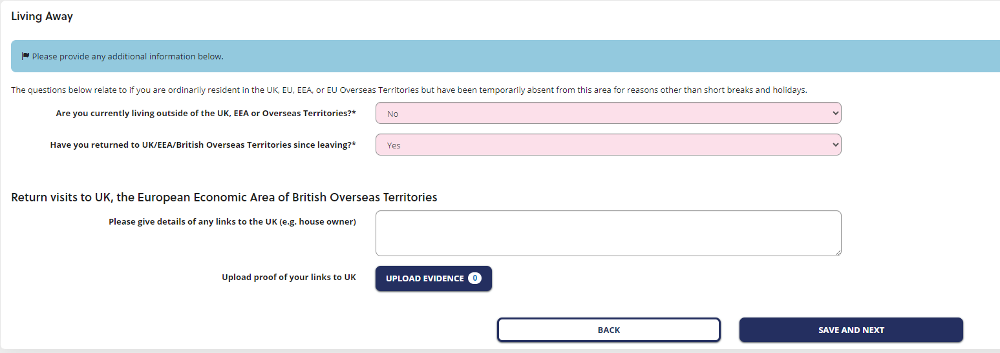 Living Away
Please provide any additional information below.
The questions below relate to if you are ordinarily resident in the UK, EU, EEA, or EU Overseas Territories but have been temporarily absent from this area for reasons other than short breaks and holidays.
Are you currently living outside of the UK, EEA or Overseas Territories?* No
Have you returned to UK/EEA/British Overseas Territories since leaving?* Yes
Return visits to UK, the European Economic Area of British Overseas Territories
Please give details of any links to the UK (e.g. house owner)
Upload proof of your links to UK UPLOAD EVIDENCE 0
BACK SAVE AND NEXT